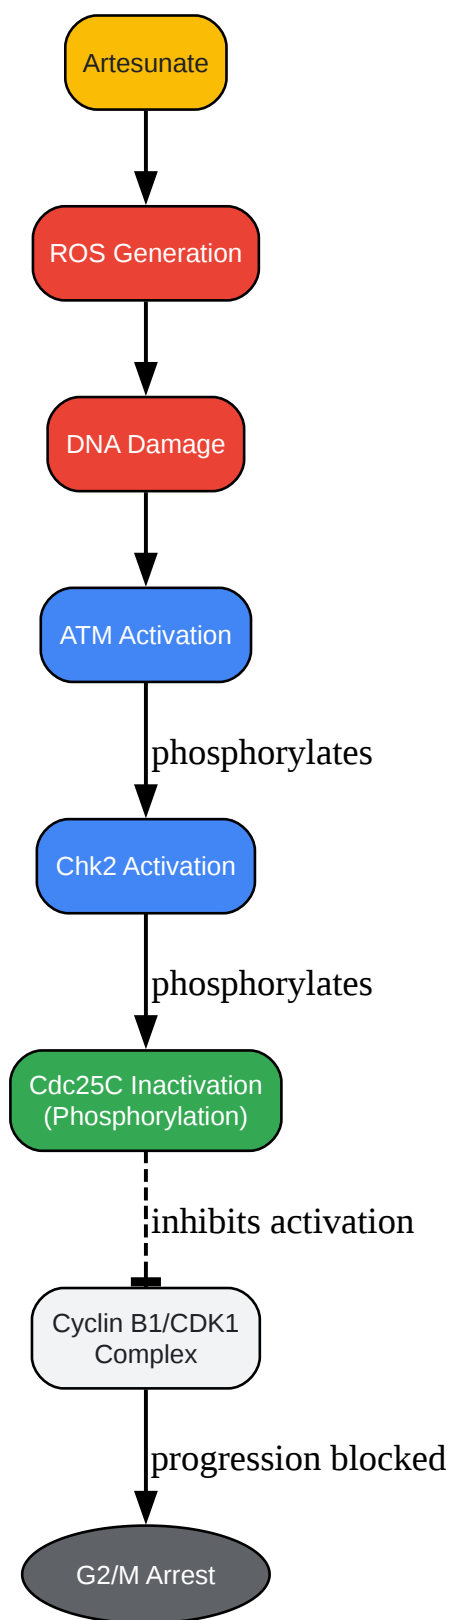 Artesunate
ROS Generation
DNA Damage
ATM Activation
phosphorylates
Chk2 Activation
phosphorylates
Cdc25C Inactivation
(Phosphorylation)
inhibits activation
Cyclin B1/CDK1
Complex
progression blocked
G2/M Arrest